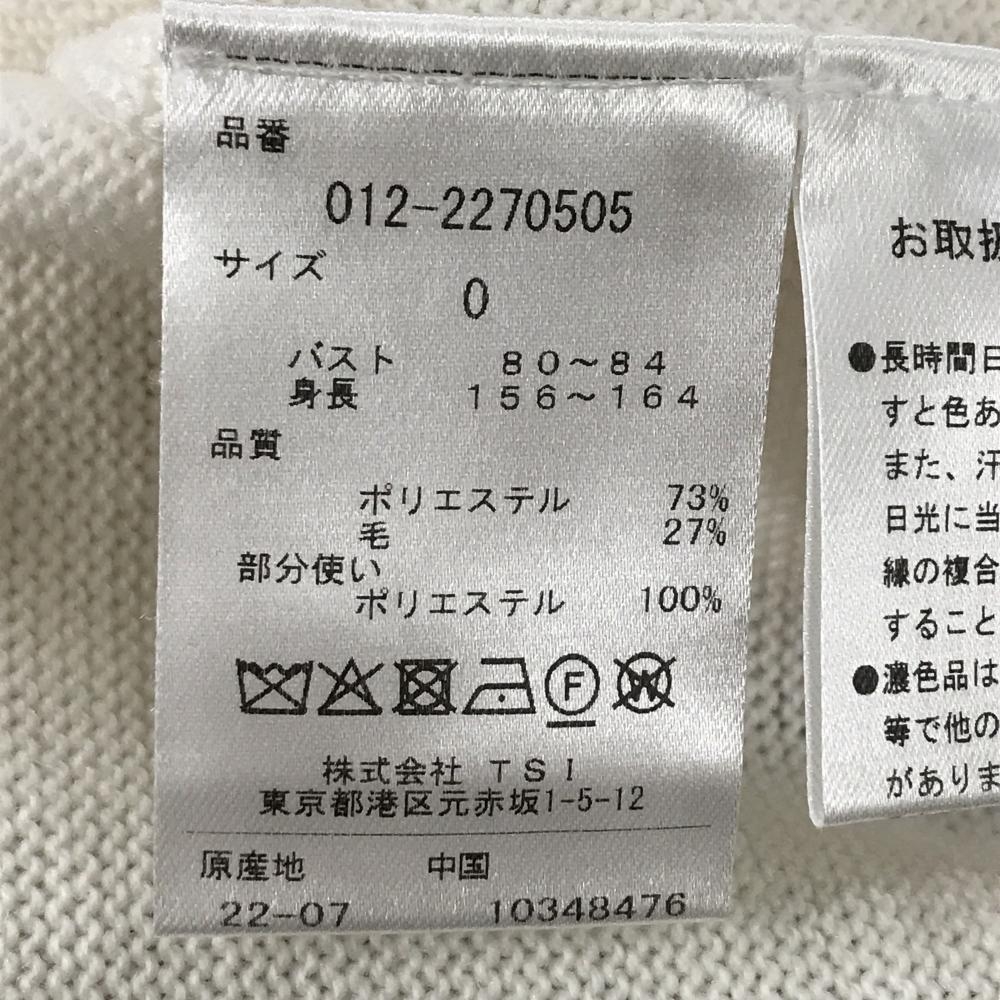 品番
012-2270505
サイズ
0
バスト 80～84
身長 156～164
品質
ポリエステル 73%
毛 27%
部分使い
ポリエステル 100%
F W
株式会社 TSI
東京都港区元赤坂1-5-12
原産地 中国
22-07 10348476
お取扱
●長時間日
すと色あ
また、汗
日光に当
線の複合
すること
●濃色品は
等で他の
がありま